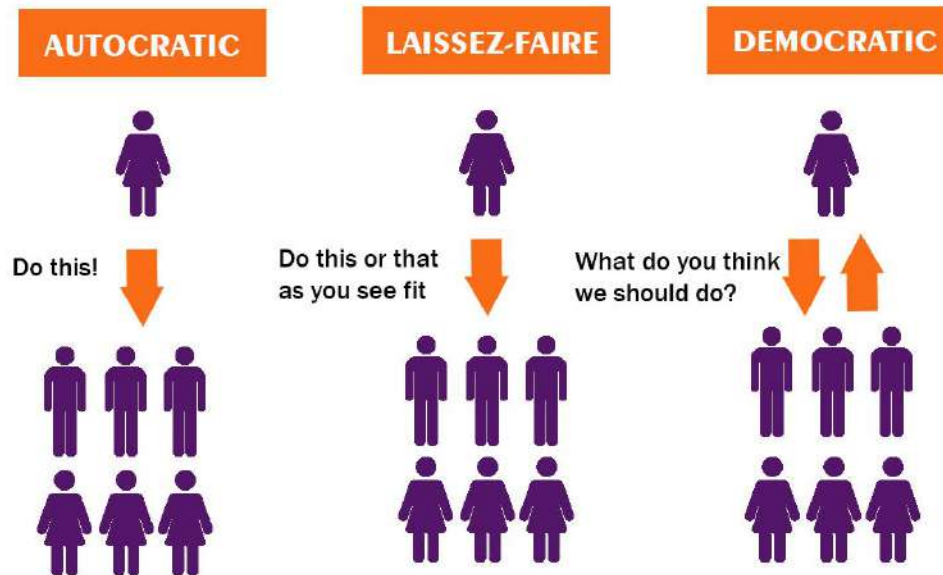 AUTOCRATIC
LAISSEZ-FAIRE
DEMOCRATIC
Do this!
Do this or that
as you see fit
What do you think
we should do?